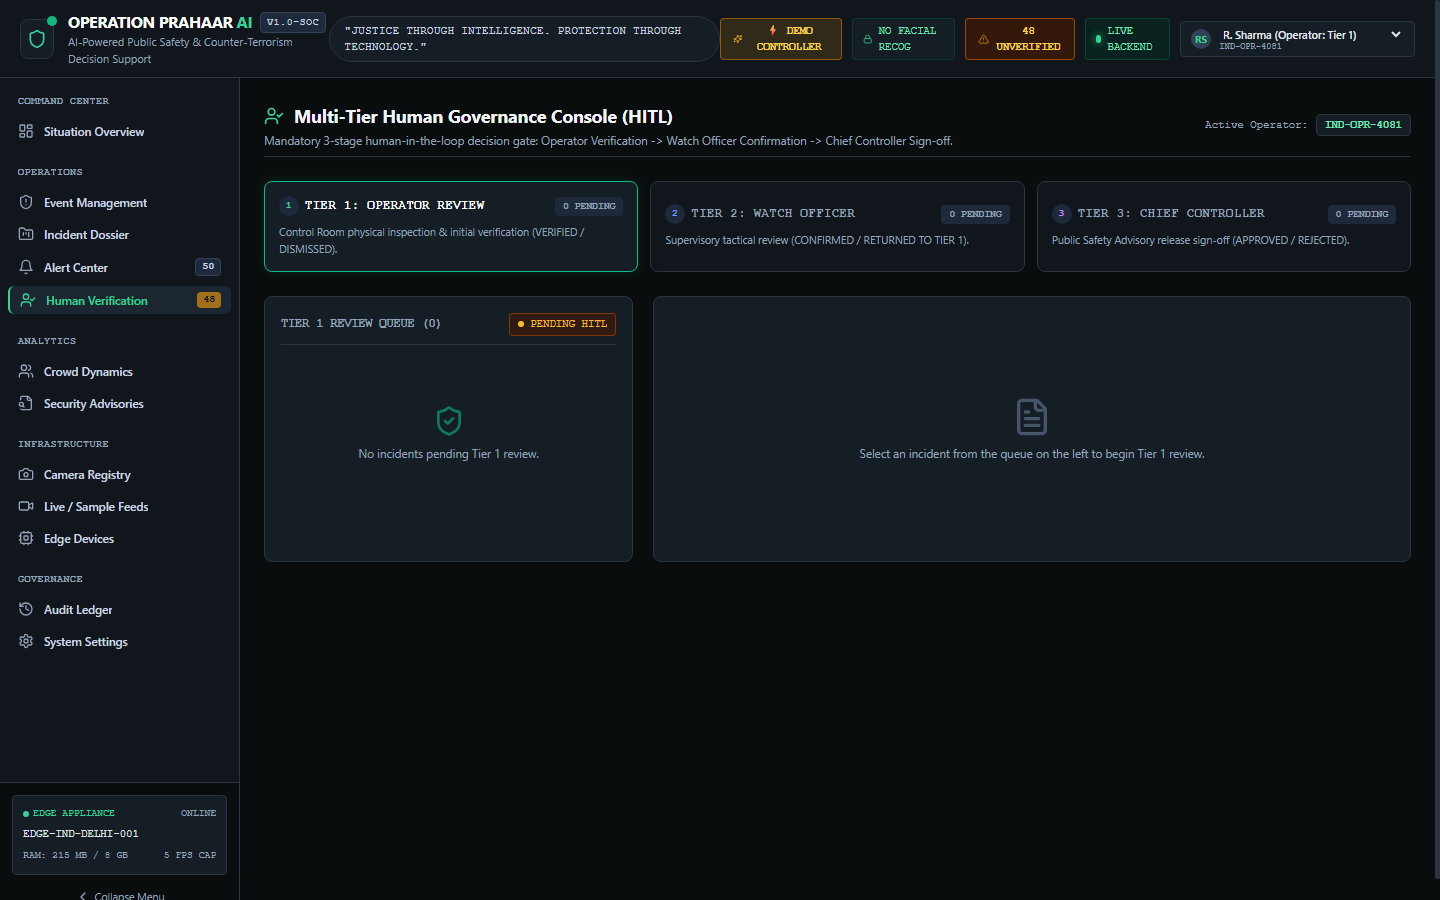 OPERATION PRAHAAR AI
V1.0-SOC
AI-Powered Public Safety & Counter-Terrorism
Decision Support
"JUSTICE THROUGH INTELLIGENCE. PROTECTION THROUGH
TECHNOLOGY."
DEMO
CONTROLLER
NO FACIAL
RECOG
48
UNVERIFIED
LIVE
BACKEND
RS
R. Sharma (Operator: Tier 1)
IND-OPR-4081
COMMAND CENTER
Situation Overview
OPERATIONS
Event Management
Incident Dossier
Alert Center 50
Human Verification 48
ANALYTICS
Crowd Dynamics
Security Advisories
INFRASTRUCTURE
Camera Registry
Live / Sample Feeds
Edge Devices
GOVERNANCE
Audit Ledger
System Settings
EDGE APPLIANCE ONLINE
EDGE-IND-DELHI-001
RAM: 215 MB / 8 GB 5 FPS CAP
Collapse Menu
Multi-Tier Human Governance Console (HITL)
Mandatory 3-stage human-in-the-loop decision gate: Operator Verification -> Watch Officer Confirmation -> Chief Controller Sign-off.
Active Operator: IND-OPR-4081
1 TIER 1: OPERATOR REVIEW 0 PENDING
Control Room physical inspection & initial verification (VERIFIED /
DISMISSED).
2 TIER 2: WATCH OFFICER 0 PENDING
Supervisory tactical review (CONFIRMED / RETURNED TO TIER 1).
3 TIER 3: CHIEF CONTROLLER 0 PENDING
Public Safety Advisory release sign-off (APPROVED / REJECTED).
TIER 1 REVIEW QUEUE (0) PENDING HITL
No incidents pending Tier 1 review.
Select an incident from the queue on the left to begin Tier 1 review.